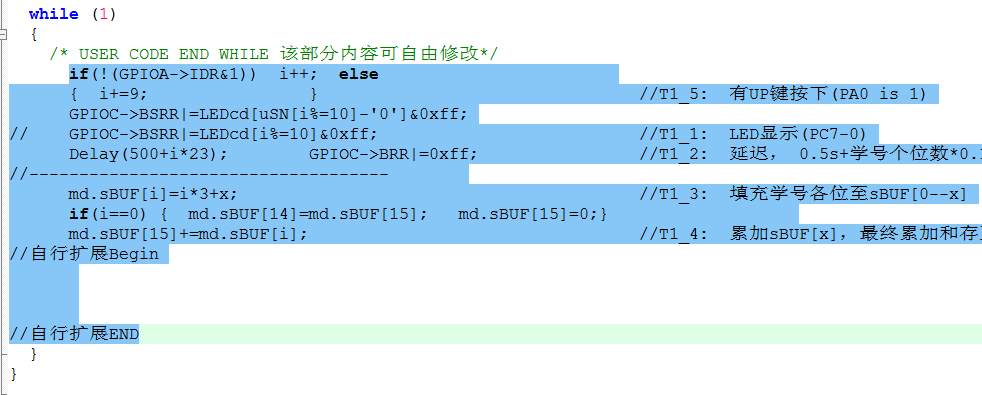 while (1)
{
/* USER CODE END WHILE 该部分内容可自由修改*/
if(!(GPIOA->IDR&1)) i++; else
{ i+=9; } //T1_5: 有UP键按下(PA0 is 1)
GPIOC->BSRR|=LEDcd[uSN[i%=10]-'0']&0xff;
// GPIOC->BSRR|=LEDcd[i%=10]&0xff; //T1_1: LED显示(PC7-0)
Delay(500+i*23); GPIOC->BRR|=0xff; //T1_2: 延迟, 0.5s+学号个位数*0.
//------------------------------------
md.sBUF[i]=i*3+x; //T1_3: 填充学号各位至sBUF[0--x]
if(i==0) { md.sBUF[14]=md.sBUF[15]; md.sBUF[15]=0;}
md.sBUF[15]+=md.sBUF[i]; //T1_4: 累加sBUF[x],最终累加和存
//自行扩展Begin
//自行扩展END
}
}